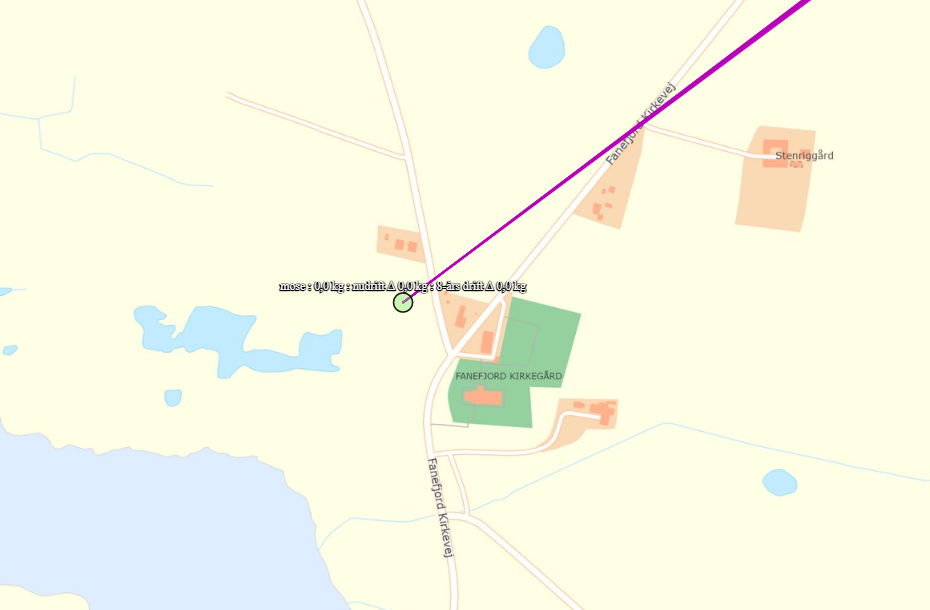 Fanefjord Kirkevej
Stenriggård
mose : 0,0 kg : nudrift Δ 0,0 kg : 8-års drift Δ 0,0 kg
FANEFJORD KIRKEGÅRD
Fanefjord Kirkevej